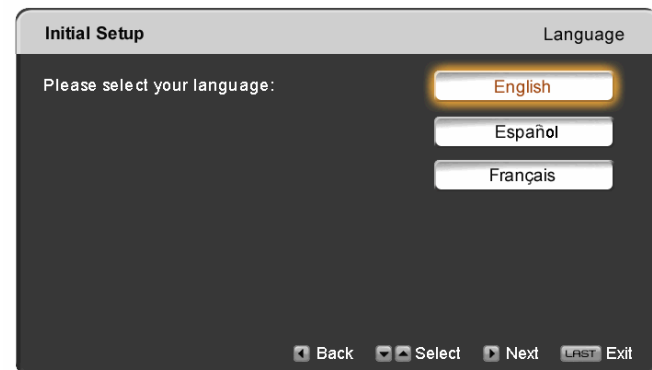 Initial Setup Language
Please select your language: English
Español
Français
Back Select Next LAST Exit